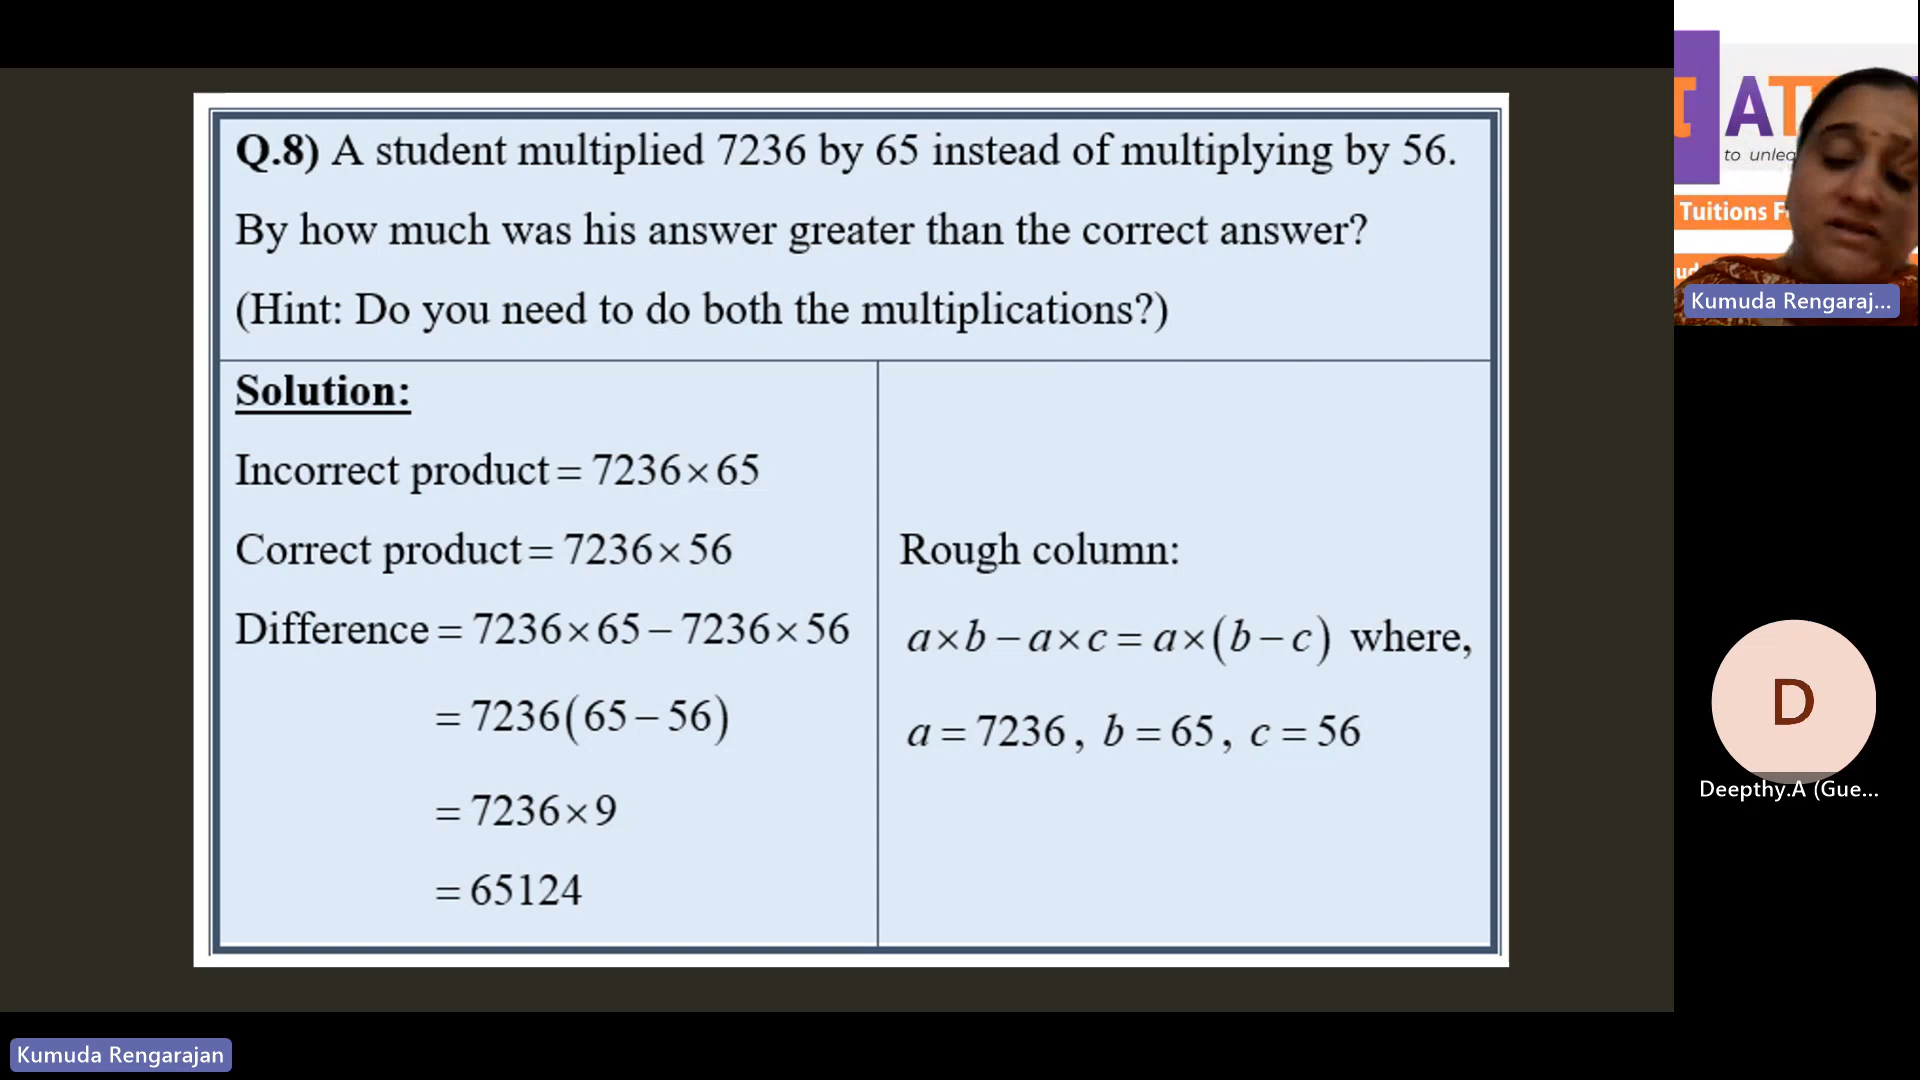 Q.8) A student multiplied 7236 by 65 instead of multiplying by 56.
By how much was his answer greater than the correct answer?
(Hint: Do you need to do both the multiplications?)
Solution:
Incorrect product = 7236 × 65
Correct product = 7236 × 56
Difference = 7236 × 65 − 7236 × 56
= 7236(65 − 56)
= 7236 × 9
= 65124
Rough column:
a × b − a × c = a × (b − c) where,
a = 7236, b = 65, c = 56
to unlea
Tuitions F
Kumuda Rengaraj...
Deepthy.A (Gue...
Kumuda Rengarajan